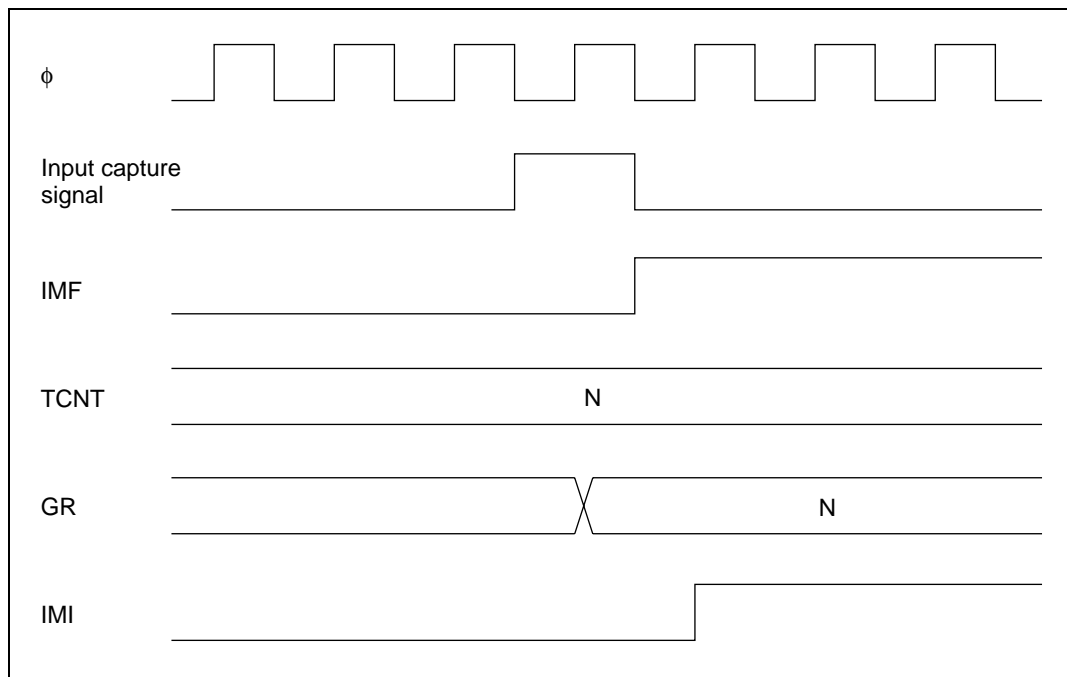 ϕ
Input capture
signal
IMF
TCNT
N
GR
N
IMI